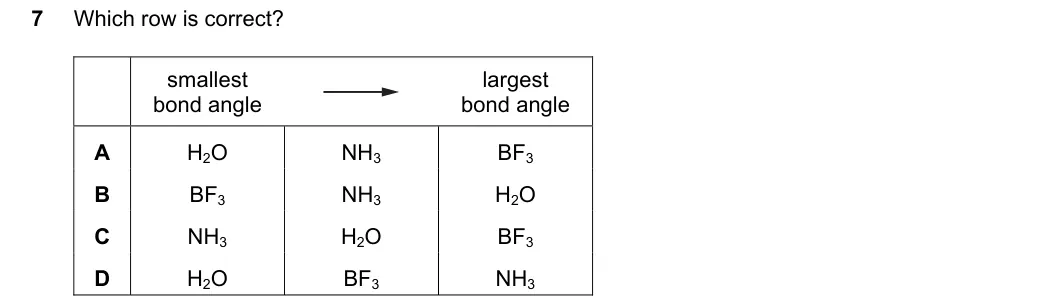 7 Which row is correct?
smallest bond angle → largest bond angle
A H₂O NH₃ BF₃
B BF₃ NH₃ H₂O
C NH₃ H₂O BF₃
D H₂O BF₃ NH₃